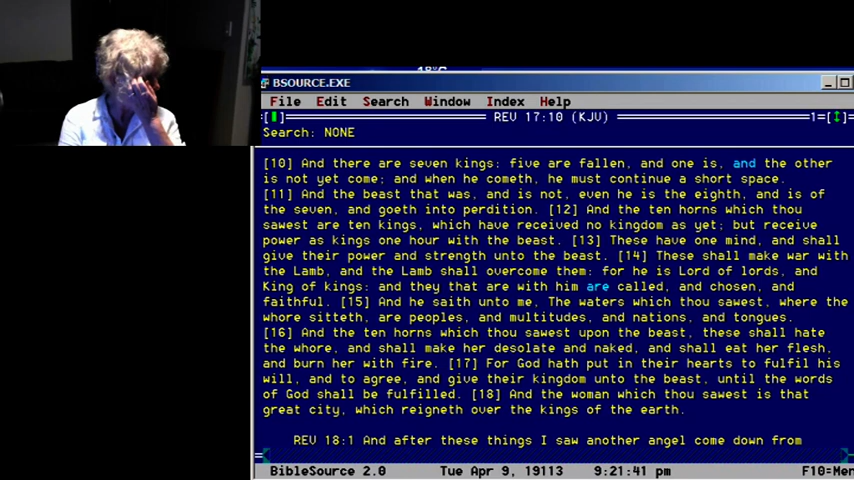 18°C
BSOURCE.EXE
File Edit Search Window Index Help
REV 17:10 (KJV) 1
Search: NONE
[10] And there are seven kings: five are fallen, and one is, and the other
is not yet come; and when he cometh, he must continue a short space.
[11] And the beast that was, and is not, even he is the eighth, and is of
the seven, and goeth into perdition. [12] And the ten horns which thou
sawest are ten kings, which have received no kingdom as yet; but receive
power as kings one hour with the beast. [13] These have one mind, and shall
give their power and strength unto the beast. [14] These shall make war with
the Lamb, and the Lamb shall overcome them: for he is Lord of lords, and
King of kings: and they that are with him are called, and chosen, and
faithful. [15] And he saith unto me, The waters which thou sawest, where the
whore sitteth, are peoples, and multitudes, and nations, and tongues.
[16] And the ten horns which thou sawest upon the beast, these shall hate
the whore, and shall make her desolate and naked, and shall eat her flesh,
and burn her with fire. [17] For God hath put in their hearts to fulfil his
will, and to agree, and give their kingdom unto the beast, until the words
of God shall be fulfilled. [18] And the woman which thou sawest is that
great city, which reigneth over the kings of the earth.
REV 18:1 And after these things I saw another angel come down from
BibleSource 2.0 Tue Apr 9, 19113 9:21:41 pm F10=Men